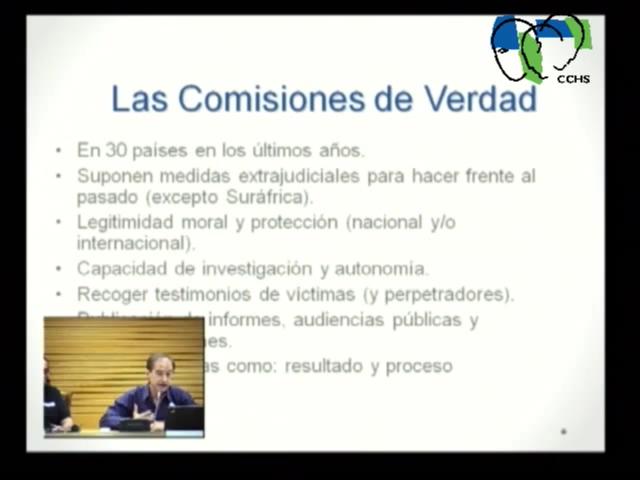 CCHS
Las Comisiones de Verdad
• En 30 países en los últimos años.
• Suponen medidas extrajudiciales para hacer frente al
pasado (excepto Suráfrica).
• Legitimidad moral y protección (nacional y/o
internacional).
• Capacidad de investigación y autonomía.
• Recoger testimonios de víctimas (y perpetradores).
informes, audiencias públicas y
como: resultado y proceso